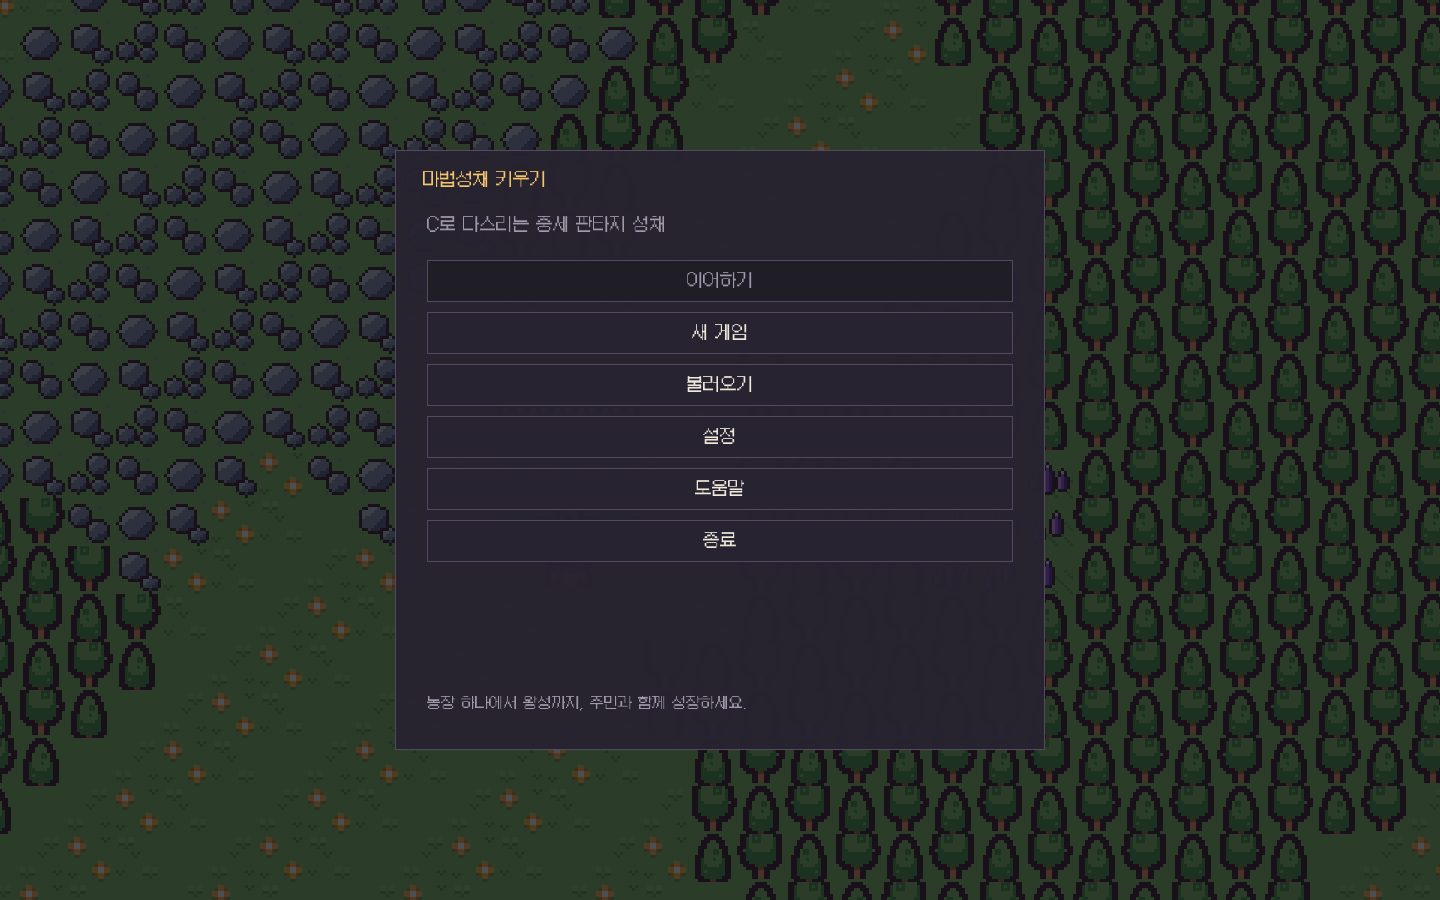 마법성채 키우기
C로 다스리는 중세 판타지 성채
이어하기
새 게임
불러오기
설정
도움말
종료
농장 하나에서 왕성까지, 주민과 함께 성장하세요.